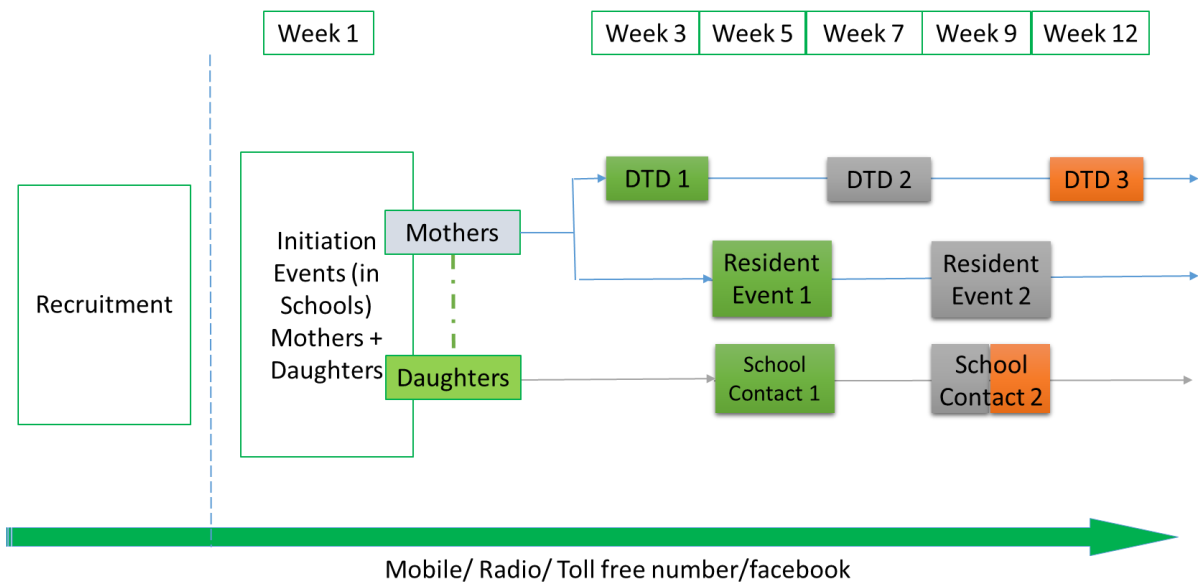 Week 1
Week 3
Week 5
Week 7
Week 9
Week 12
Recruitment
Initiation
Events (in
Schools)
Mothers +
Daughters
Mothers
Daughters
DTD 1
DTD 2
DTD 3
Resident
Event 1
Resident
Event 2
School
Contact 1
School
Contact 2
Mobile/ Radio/ Toll free number/facebook